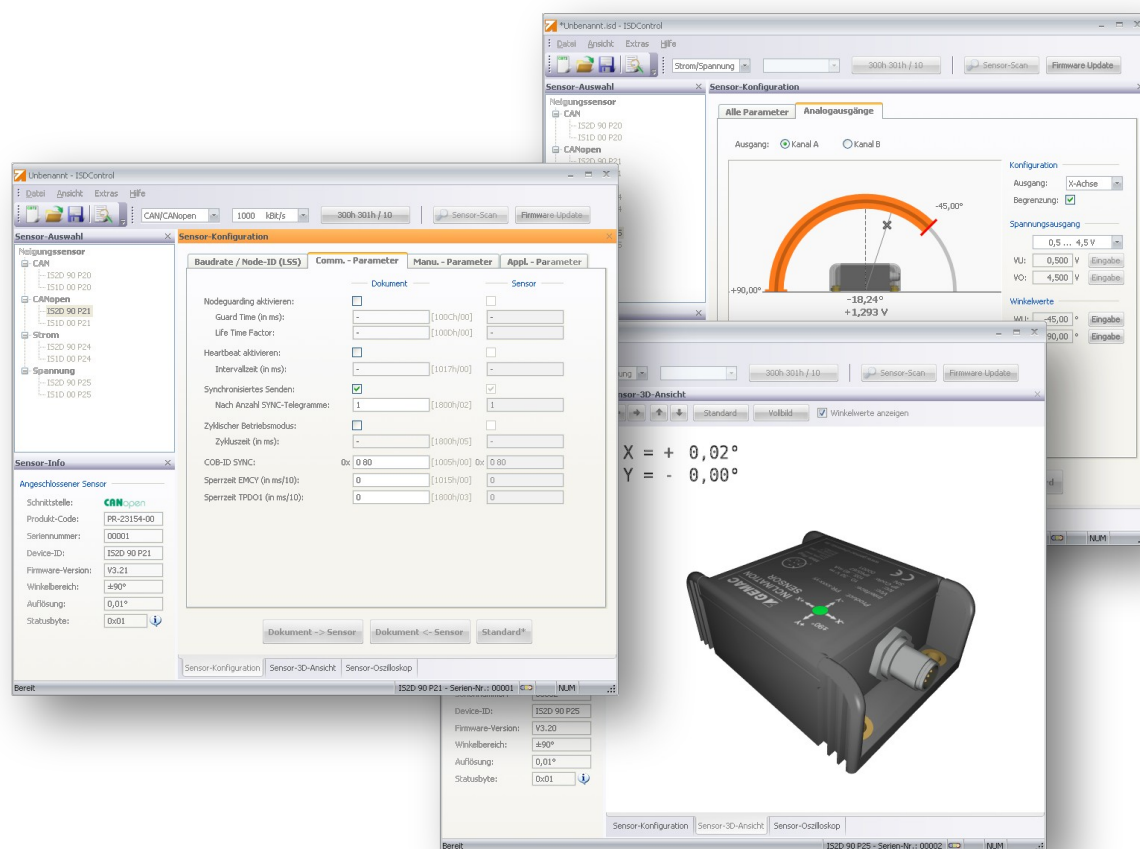 *Unbenannt.isd - ISDControl
Datei Ansicht Extras Hilfe
Strom/Spannung 300h 301h / 10 Sensor-Scan Firmware Update
Sensor-Auswahl
Neigungssensor
CAN
IS2D 90 P20
IS1D 00 P20
CANopen
IS2D 90 P21
Sensor-Konfiguration
Alle Parameter Analogausgänge
Ausgang: Kanal A Kanal B
-45,00°
+90,00°
-18,24°
+1,293 V
Konfiguration
Ausgang: X-Achse
Begrenzung:
Spannungsausgang
0,5 ... 4,5 V
VU: 0,500 V Eingabe
VO: 4,500 V Eingabe
Winkelwerte
WU: -45,00 ° Eingabe
90,00 ° Eingabe
NUM
Unbenannt - ISDControl
Datei Ansicht Extras Hilfe
CAN/CANopen 1000 kBit/s 300h 301h / 10 Sensor-Scan Firmware Update
Sensor-Auswahl
Neigungssensor
CAN
IS2D 90 P20
IS1D 00 P20
CANopen
IS2D 90 P21
IS1D 00 P21
Strom
IS2D 90 P24
IS1D 00 P24
Spannung
IS2D 90 P25
IS1D 00 P25
Sensor-Info
Angeschlossener Sensor
Schnittstelle: CANopen
Produkt-Code: PR-23154-00
Seriennummer: 00001
Device-ID: IS2D 90 P21
Firmware-Version: V3.21
Winkelbereich: ±90°
Auflösung: 0,01°
Statusbyte: 0x01
Sensor-Konfiguration
Baudrate / Node-ID (LSS) Comm. - Parameter Manu. - Parameter Appl. - Parameter
Dokument Sensor
Nodeguarding aktivieren:
Guard Time (in ms): - [100Ch/00] -
Life Time Factor: - [100Dh/00] -
Heartbeat aktivieren:
Intervallzeit (in ms): - [1017h/00] -
Synchronisiertes Senden:
Nach Anzahl SYNC-Telegramme: 1 [1800h/02] 1
Zyklischer Betriebsmodus:
Zykluszeit (in ms): - [1800h/05] -
COB-ID SYNC: 0x 0 80 [1005h/00] 0x 0 80
Sperrzeit EMCY (in ms/10): 0 [1015h/00] 0
Sperrzeit TPDO1 (in ms/10): 0 [1800h/03] 0
Dokument -> Sensor Dokument <- Sensor Standard*
Sensor-Konfiguration Sensor-3D-Ansicht Sensor-Oszilloskop
Bereit IS2D 90 P21 - Serien-Nr.: 00001 NUM
300h 301h / 10 Sensor-Scan Firmware Update
Standard Vollbild Winkelwerte anzeigen
X = + 0,02°
Y = - 0,00°
GEMAC
INCLINATION
SENSOR
Device-ID: IS2D 90 P25
Firmware-Version: V3.20
Winkelbereich: ±90°
Auflösung: 0,01°
Statusbyte: 0x01
Sensor-Konfiguration Sensor-3D-Ansicht Sensor-Oszilloskop
Bereit IS2D 90 P25 - Serien-Nr.: 00002 NUM